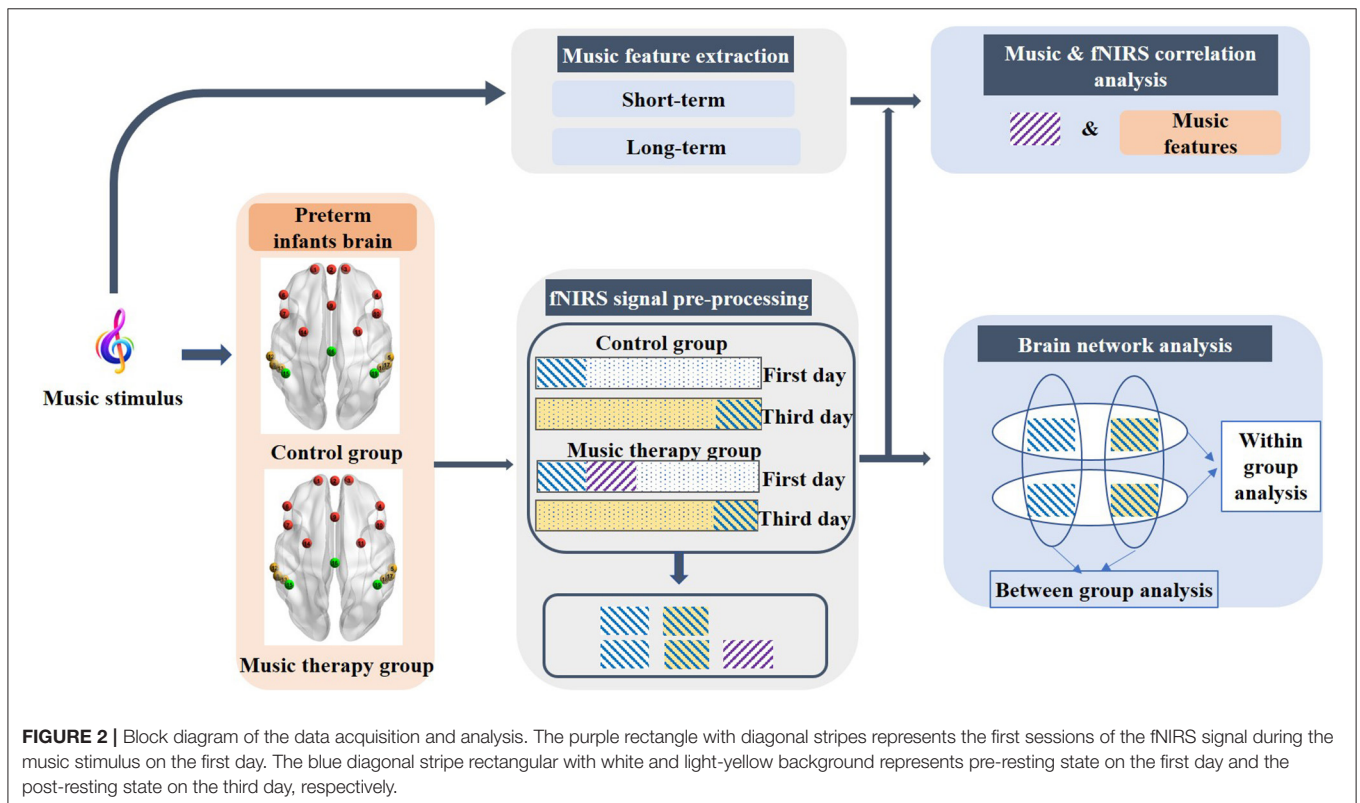 Music feature extraction
Short-term
Long-term
Music & fNIRS correlation
analysis
&
Music
features
Music stimulus
Preterm
infants brain
Control group
Music therapy group
fNIRS signal pre-processing
Control group
First day
Third day
Music therapy group
First day
Third day
Brain network analysis
Within
group
analysis
Between group analysis
FIGURE 2 | Block diagram of the data acquisition and analysis. The purple rectangle with diagonal stripes represents the first sessions of the fNIRS signal during the
music stimulus on the first day. The blue diagonal stripe rectangular with white and light-yellow background represents pre-resting state on the first day and the
post-resting state on the third day, respectively.